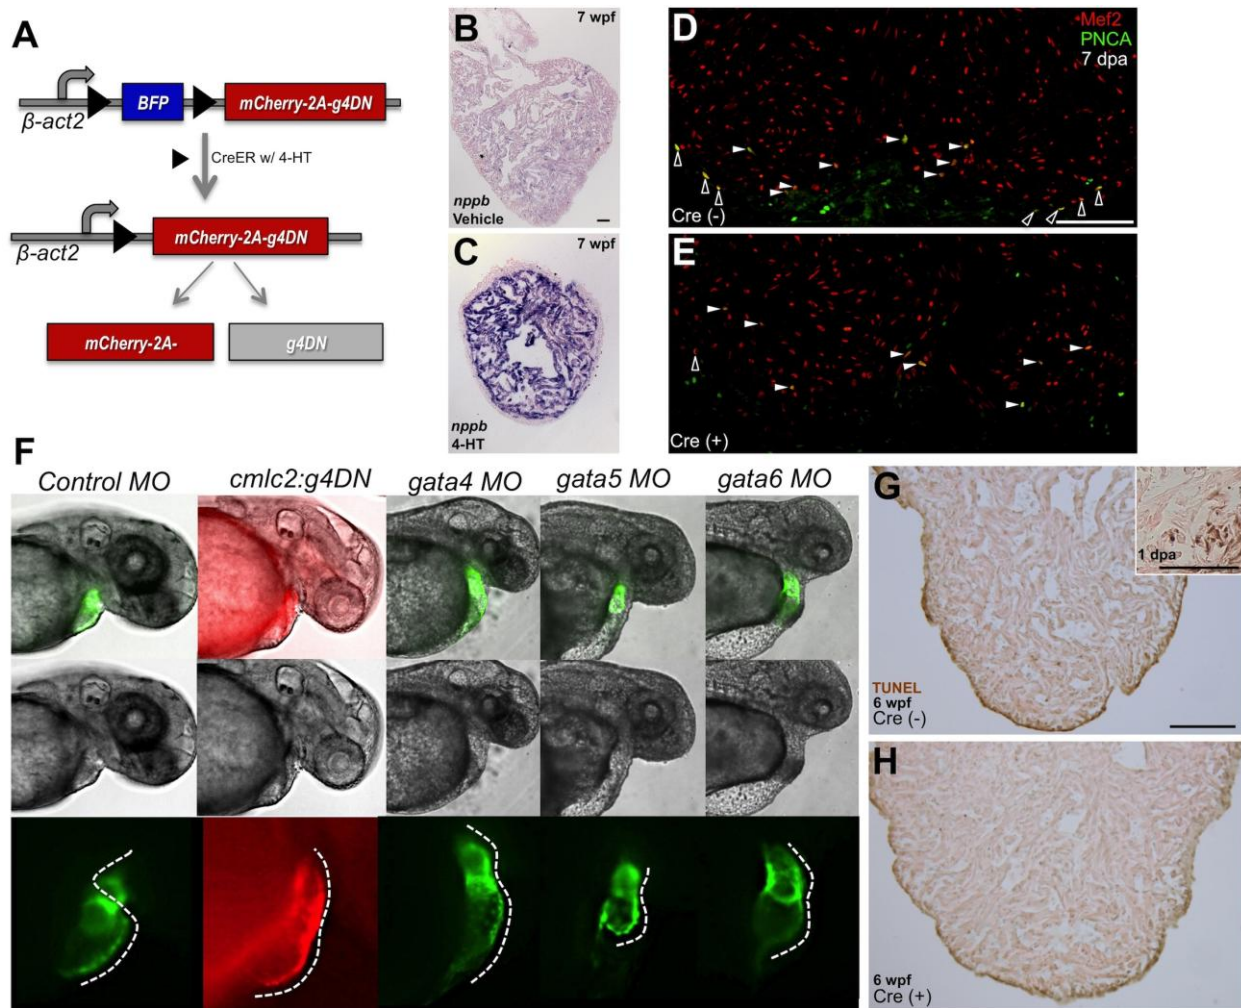 A
BFP
mCherry-2A-g4DN
β-act2
CreER w/ 4-HT
mCherry-2A-g4DN
β-act2
mCherry-2A-
g4DN
B
7 wpf
nppb
Vehicle
C
7 wpf
nppb
4-HT
D
Mef2
PNCA
7 dpa
Cre (-)
E
Cre (+)
F
Control MO
cmlc2:g4DN
gata4 MO
gata5 MO
gata6 MO
G
1 dpa
TUNEL
6 wpf
Cre (-)
H
6 wpf
Cre (+)